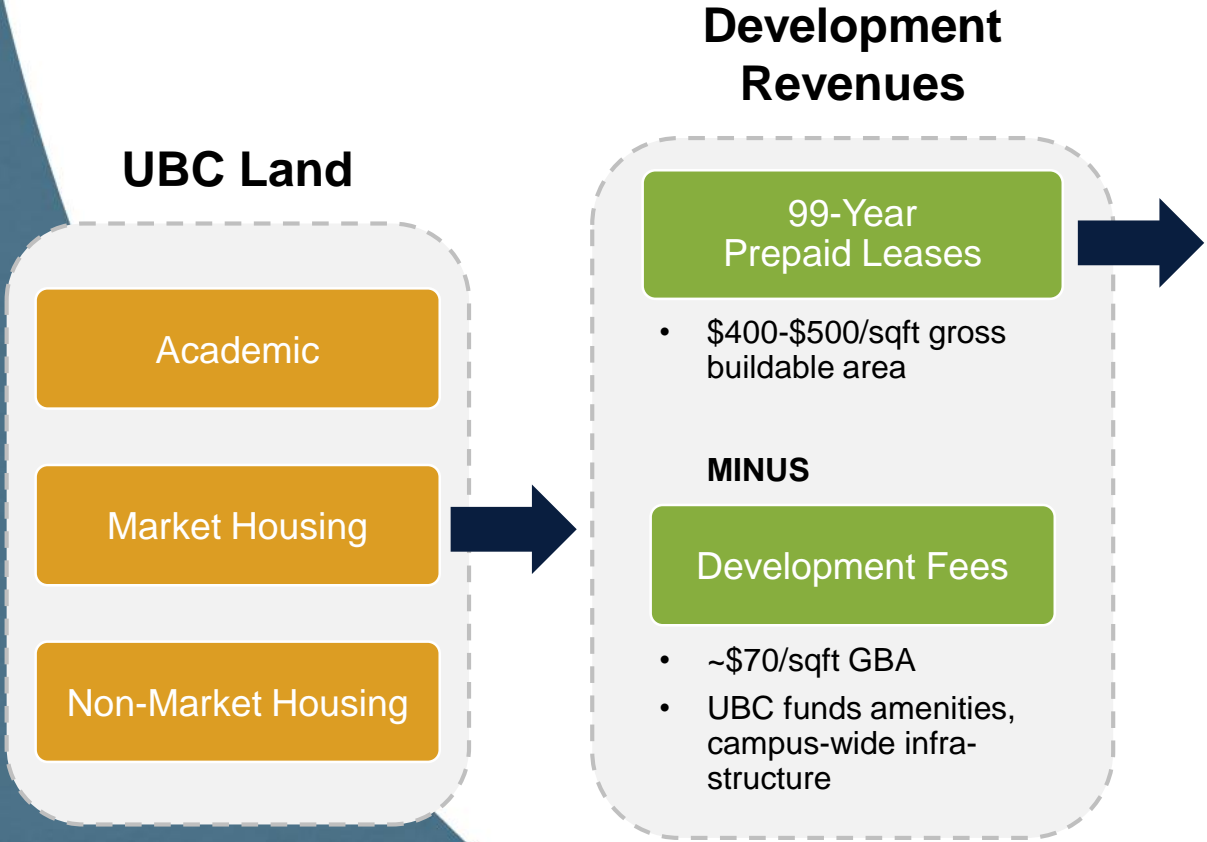 UBC Land
Academic
Market Housing
Non-Market Housing
Development
Revenues
99-Year
Prepaid Leases
• $400-$500/sqft gross
buildable area
MINUS
Development Fees
• ~$70/sqft GBA
• UBC funds amenities,
campus-wide infra-
structure